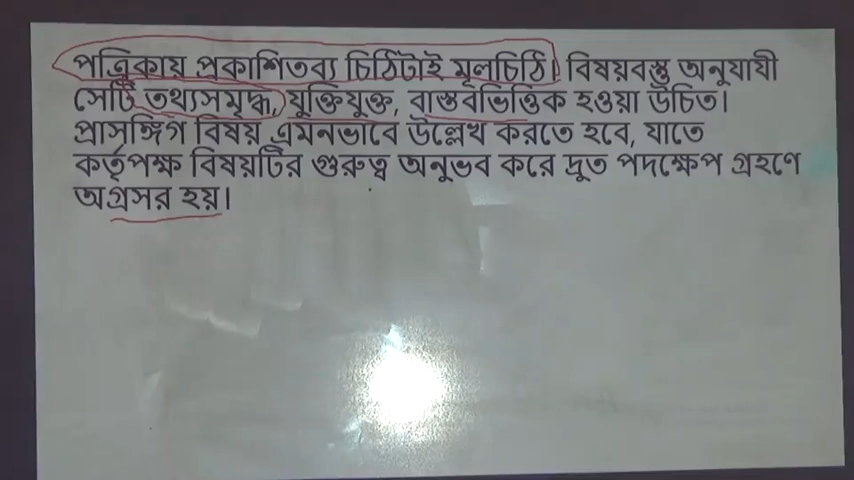 পত্রিকায় প্রকাশিতব্য চিঠিটাই মূলচিঠি। বিষয়বস্তু অনুযাযী
সেটি তথ্যসমৃদ্ধ, যুক্তিযুক্ত, বাস্তবভিত্তিক হওয়া উচিত।
প্রাসঙ্গিগ বিষয় এমনভাবে উল্লেখ করতে হবে, যাতে
কর্তৃপক্ষ বিষয়টির গুরুত্ব অনুভব করে দ্রুত পদক্ষেপ গ্রহণে
অগ্রসর হয়।